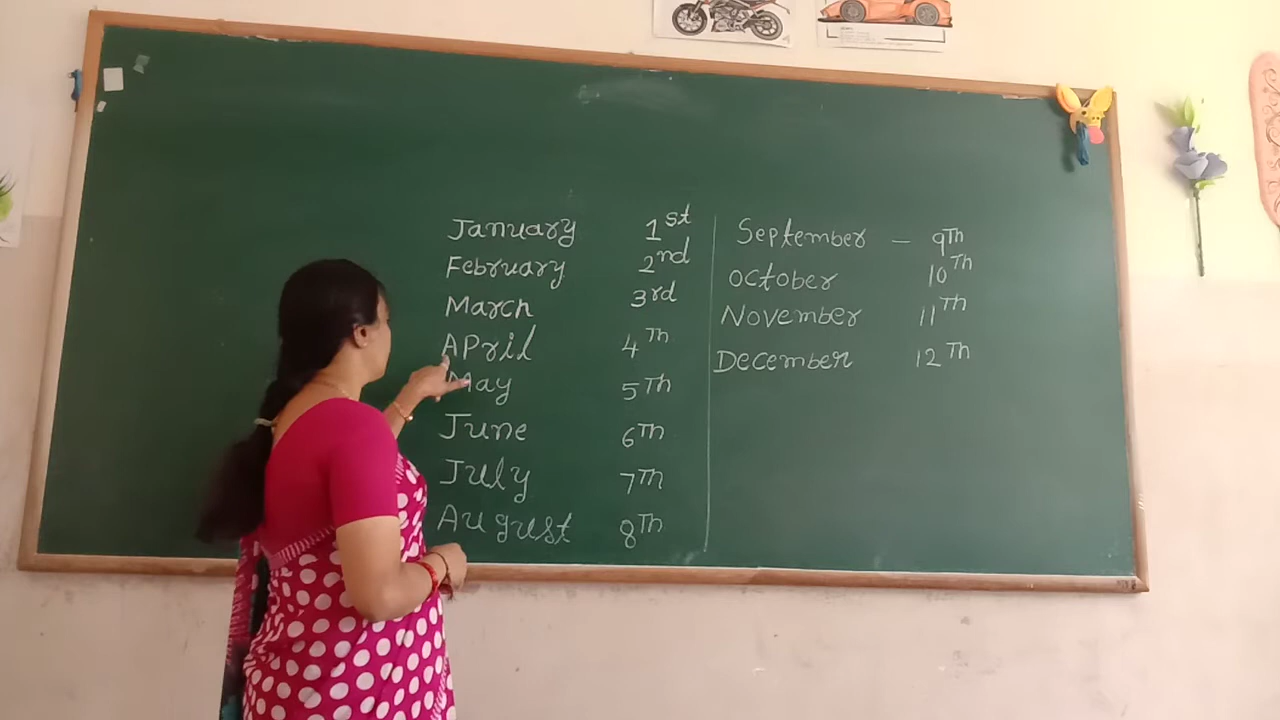 January 1st
February 2nd
March 3rd
April 4Th
May 5Th
June 6Th
July 7Th
August 8Th
September – 9Th
October 10Th
November 11Th
December 12Th